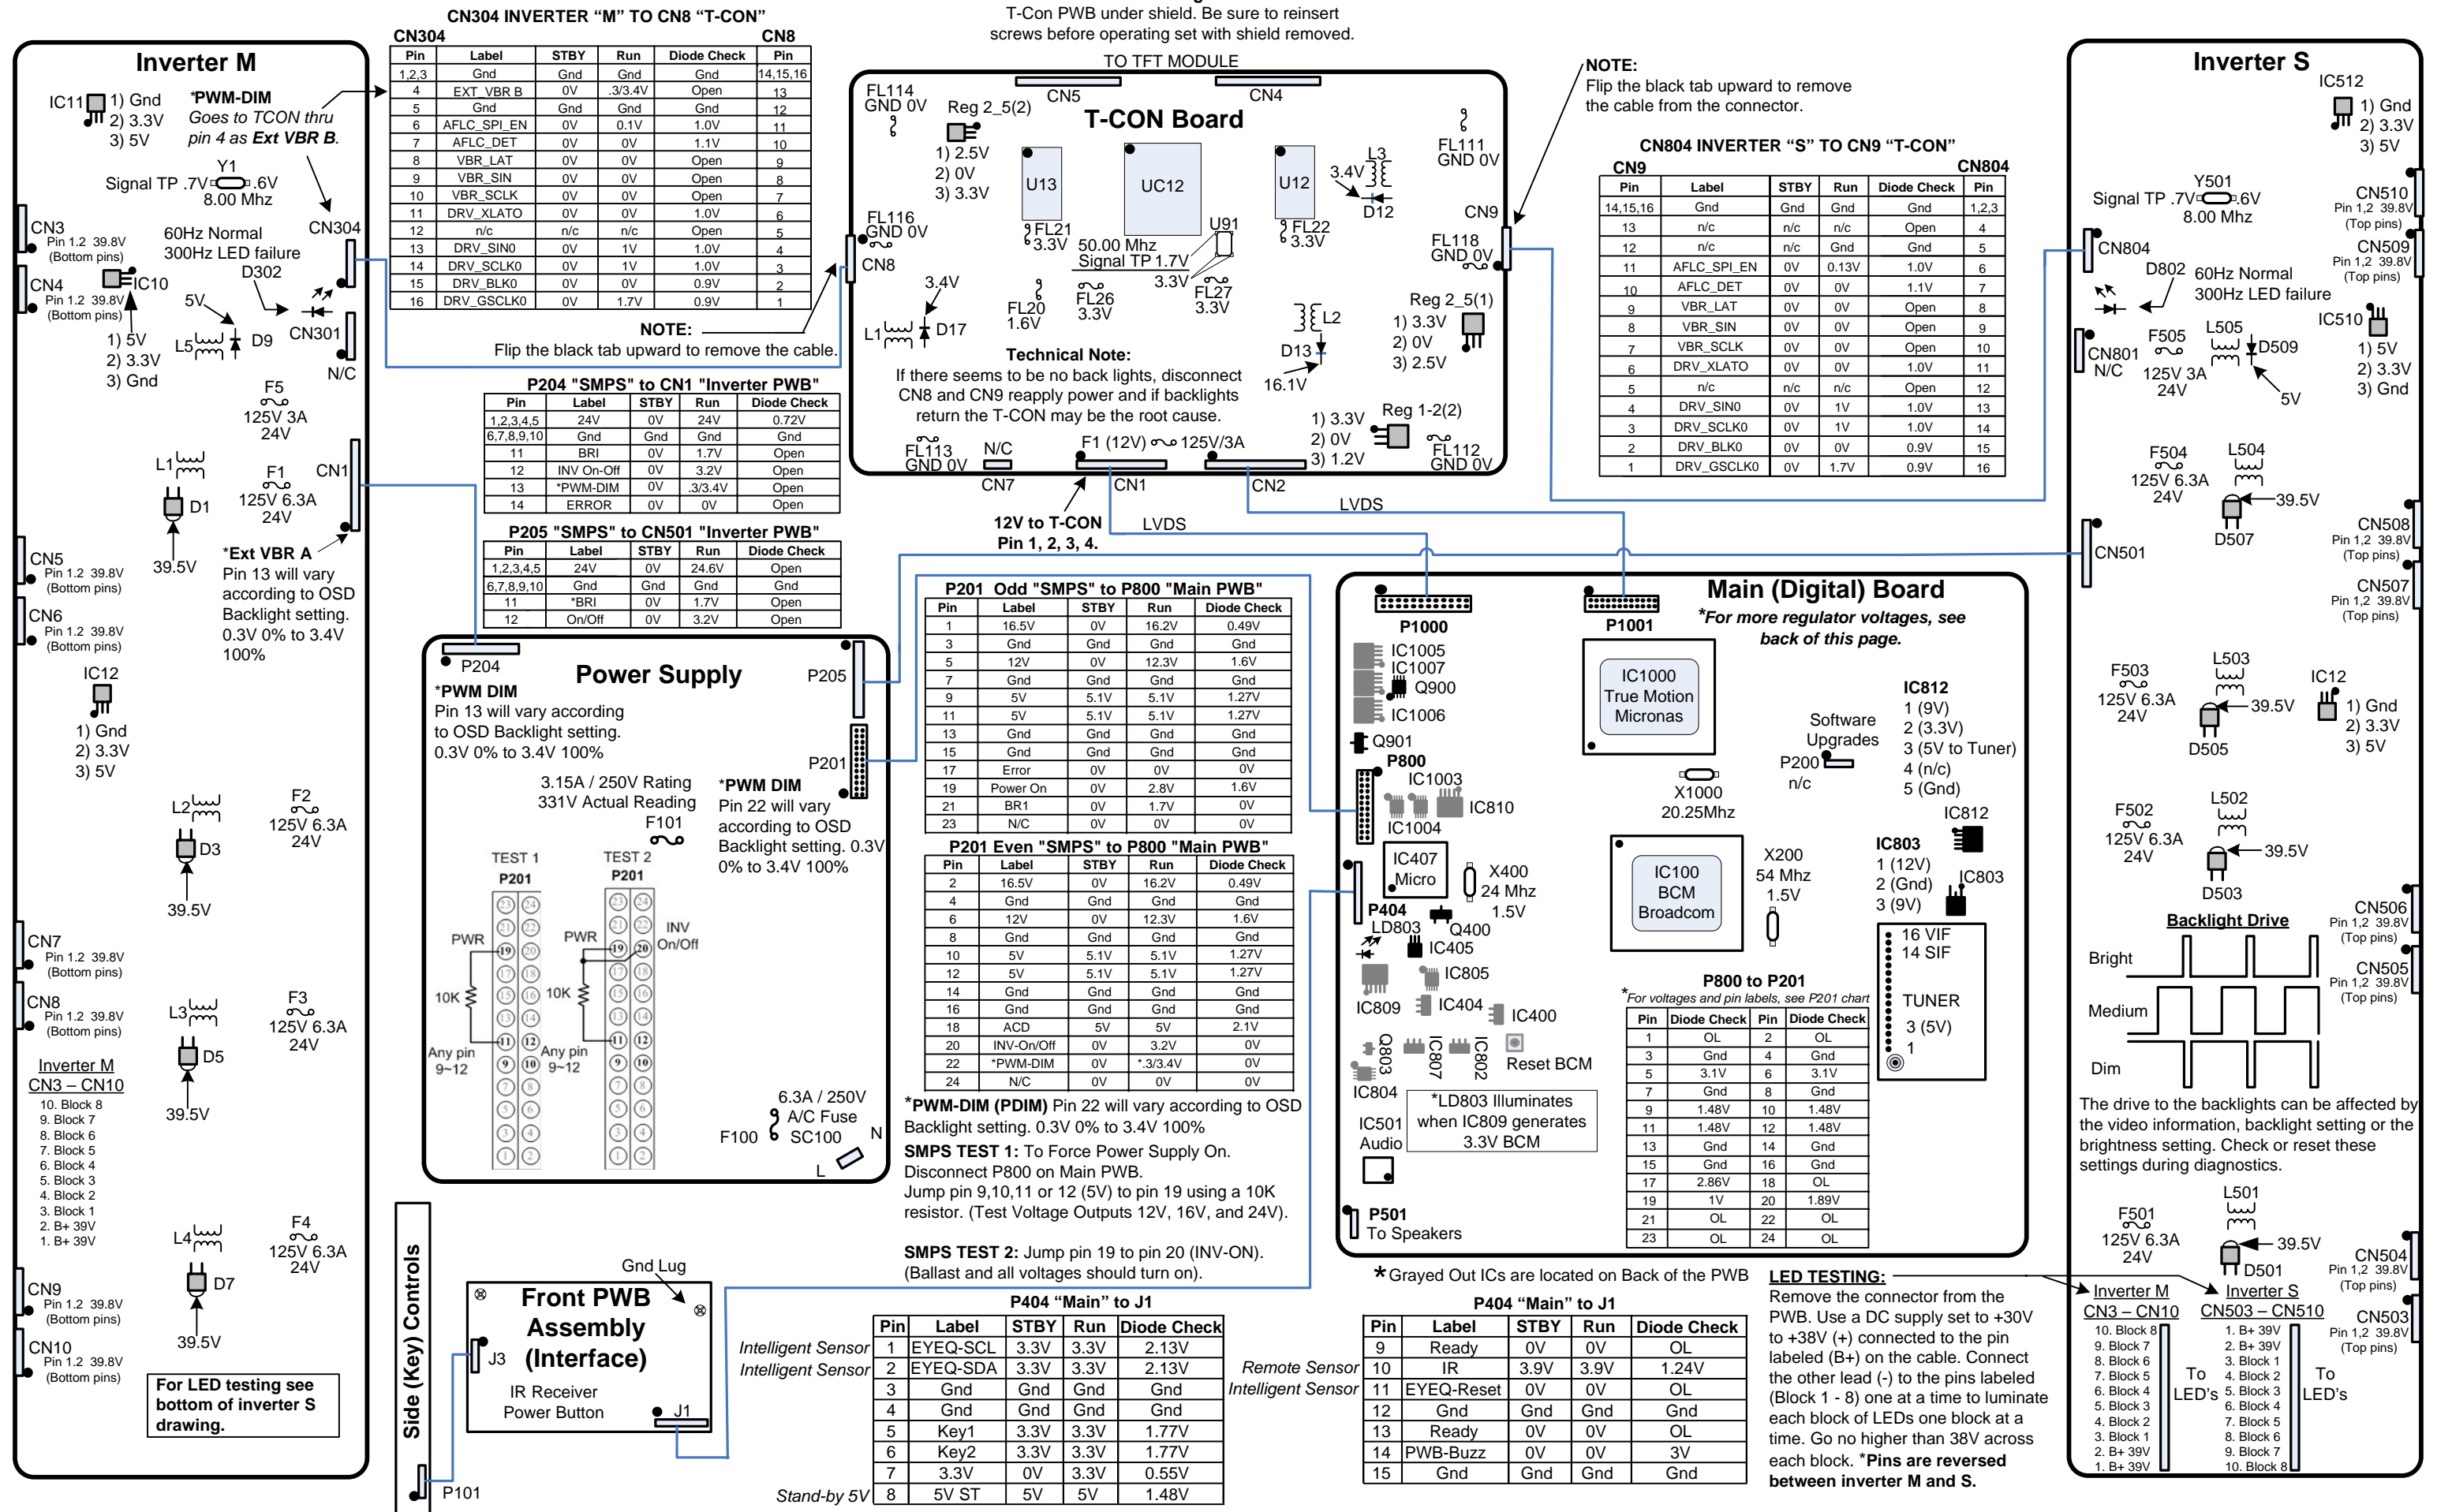 CN304 INVERTER “M” TO CN8 “T-CON”
CN304 CN8
Pin Label STBY Run Diode Check Pin
1,2,3 Gnd Gnd Gnd Gnd 14,15,16
4 EXT_VBR B 0V .3/3.4V Open 13
5 Gnd Gnd Gnd Gnd 12
6 AFLC_SPI_EN 0V 0.1V 1.0V 11
7 AFLC_DET 0V 0V 1.1V 10
8 VBR_LAT 0V 0V Open 9
9 VBR_SIN 0V 0V Open 8
10 VBR_SCLK 0V 0V Open 7
11 DRV_XLATO 0V 0V 1.0V 6
12 n/c n/c n/c Open 5
13 DRV_SIN0 0V 1V 1.0V 4
14 DRV_SCLK0 0V 1V 1.0V 3
15 DRV_BLK0 0V 0V 0.9V 2
16 DRV_GSCLK0 0V 1.7V 0.9V 1
NOTE:
Flip the black tab upward to remove the cable.
Inverter M
IC11
1) Gnd
2) 3.3V
3) 5V
*PWM-DIM
Goes to TCON thru
pin 4 as Ext VBR B.
Y1
Signal TP .7V .6V
8.00 Mhz
CN3
Pin 1,2 39.8V
(Bottom pins)
CN304
60Hz Normal
300Hz LED failure
D302
CN4
Pin 1,2 39.8V
(Bottom pins)
IC10
5V
1) 5V
2) 3.3V
3) Gnd
L5
D9
CN301
N/C
F5
125V 3A
24V
L1
F1
125V 6.3A
24V
CN1
D1
39.5V
*Ext VBR A
Pin 13 will vary
according to OSD
Backlight setting.
0.3V 0% to 3.4V
100%
CN5
Pin 1.2 39.8V
(Bottom pins)
CN6
Pin 1.2 39.8V
(Bottom pins)
IC12
1) Gnd
2) 3.3V
3) 5V
L2
F2
125V 6.3A
24V
D3
39.5V
CN7
Pin 1.2 39.8V
(Bottom pins)
CN8
Pin 1.2 39.8V
(Bottom pins)
L3
F3
125V 6.3A
24V
D5
39.5V
Inverter M
CN3 – CN10
10. Block 8
9. Block 7
8. Block 6
7. Block 5
6. Block 4
5. Block 3
4. Block 2
3. Block 1
2. B+ 39V
1. B+ 39V
L4
F4
125V 6.3A
24V
D7
39.5V
CN9
Pin 1.2 39.8V
(Bottom pins)
CN10
Pin 1.2 39.8V
(Bottom pins)
For LED testing see
bottom of inverter S
drawing.
T-Con PWB under shield. Be sure to reinsert
screws before operating set with shield removed.
TO TFT MODULE
CN5 CN4
T-CON Board
FL114
GND 0V
Reg 2_5(2)
1) 2.5V
2) 0V
3) 3.3V
U13
UC12
U12
L3
3.4V
D12
FL111
GND 0V
FL116
GND 0V
FL21
3.3V
U91
50.00 Mhz
Signal TP 1.7V
3.3V
FL22
3.3V
CN9
FL118
GND 0V
CN8
3.4V
L1
D17
FL20
1.6V
FL26
3.3V
FL27
3.3V
L2
D13
16.1V
Reg 2_5(1)
1) 3.3V
2) 0V
3) 2.5V
Technical Note:
If there seems to be no back lights, disconnect
CN8 and CN9 reapply power and if backlights
return the T-CON may be the root cause.
Reg 1-2(2)
1) 3.3V
2) 0V
3) 1.2V
FL113
GND 0V
N/C
F1 (12V) 125V/3A
FL112
GND 0V
CN7 CN1 CN2
12V to T-CON
Pin 1, 2, 3, 4.
LVDS
LVDS
NOTE:
Flip the black tab upward to remove
the cable from the connector.
CN804 INVERTER “S” TO CN9 “T-CON”
CN9 CN804
Pin Label STBY Run Diode Check Pin
14,15,16 Gnd Gnd Gnd Gnd 1,2,3
13 n/c n/c n/c Open 4
12 n/c n/c Gnd Gnd 5
11 AFLC_SPI_EN 0V 0.13V 1.0V 6
10 AFLC_DET 0V 0V 1.1V 7
9 VBR_LAT 0V 0V Open 8
8 VBR_SIN 0V 0V Open 9
7 VBR_SCLK 0V 0V Open 10
6 DRV_XLATO 0V 0V 1.0V 11
5 n/c n/c n/c Open 12
4 DRV_SIN0 0V 1V 1.0V 13
3 DRV_SCLK0 0V 1V 1.0V 14
2 DRV_BLK0 0V 0V 0.9V 15
1 DRV_GSCLK0 0V 1.7V 0.9V 16
P204 "SMPS" to CN1 "Inverter PWB"
Pin Label STBY Run Diode Check
1,2,3,4,5 24V 0V 24V 0.72V
6,7,8,9,10 Gnd Gnd Gnd Gnd
11 BRI 0V 1.7V Open
12 INV On-Off 0V 3.2V Open
13 *PWM-DIM 0V .3/3.4V Open
14 ERROR 0V 0V Open
P205 "SMPS" to CN501 "Inverter PWB"
Pin Label STBY Run Diode Check
1,2,3,4,5 24V 0V 24.6V Open
6,7,8,9,10 Gnd Gnd Gnd Gnd
11 *BRI 0V 1.7V Open
12 On/Off 0V 3.2V Open
Power Supply
P204
P205
*PWM DIM
Pin 13 will vary according
to OSD Backlight setting.
0.3V 0% to 3.4V 100%
P201
3.15A / 250V Rating
331V Actual Reading
F101
*PWM DIM
Pin 22 will vary
according to OSD
Backlight setting. 0.3V
0% to 3.4V 100%
TEST 1
P201
TEST 2
P201
23 24 23 24
21 22 21 22
INV
On/Off
PWR 19 20 PWR 19 20
17 18 17 18
10K 15 16 10K 15 16
13 14 13 14
11 12 11 12
Any pin
9~12
Any pin
9~12
9 10 9 10
7 8 7 8
5 6 5 6
3 4 3 4
1 2 1 2
6.3A / 250V
A/C Fuse
F100 SC100
N
L
P201 Odd "SMPS" to P800 "Main PWB"
Pin Label STBY Run Diode Check
1 16.5V 0V 16.2V 0.49V
3 Gnd Gnd Gnd Gnd
5 12V 0V 12.3V 1.6V
7 Gnd Gnd Gnd Gnd
9 5V 5.1V 5.1V 1.27V
11 5V 5.1V 5.1V 1.27V
13 Gnd Gnd Gnd Gnd
15 Gnd Gnd Gnd Gnd
17 Error 0V 0V 0V
19 Power On 0V 2.8V 1.6V
21 BR1 0V 1.7V 0V
23 N/C 0V 0V 0V
P201 Even "SMPS" to P800 "Main PWB"
Pin Label STBY Run Diode Check
2 16.5V 0V 16.2V 0.49V
4 Gnd Gnd Gnd Gnd
6 12V 0V 12.3V 1.6V
8 Gnd Gnd Gnd Gnd
10 5V 5.1V 5.1V 1.27V
12 5V 5.1V 5.1V 1.27V
14 Gnd Gnd Gnd Gnd
16 Gnd Gnd Gnd Gnd
18 ACD 5V 5V 2.1V
20 INV-On/Off 0V 3.2V 0V
22 *PWM-DIM 0V *.3/3.4V 0V
24 N/C 0V 0V 0V
*PWM-DIM (PDIM) Pin 22 will vary according to OSD
Backlight setting. 0.3V 0% to 3.4V 100%
SMPS TEST 1: To Force Power Supply On.
Disconnect P800 on Main PWB.
Jump pin 9,10,11 or 12 (5V) to pin 19 using a 10K
resistor. (Test Voltage Outputs 12V, 16V, and 24V).
SMPS TEST 2: Jump pin 19 to pin 20 (INV-ON).
(Ballast and all voltages should turn on).
Main (Digital) Board
*For more regulator voltages, see
back of this page.
P1000
P1001
IC1005
IC1007
Q900
IC1006
Q901
P800
IC1003
IC810
IC1004
IC1000
True Motion
Micronas
X1000
20.25Mhz
Software
Upgrades
P200
n/c
IC812
1 (9V)
2 (3.3V)
3 (5V to Tuner)
4 (n/c)
5 (Gnd)
IC812
IC803
1 (12V)
2 (Gnd)
3 (9V)
IC803
IC407
Micro
X400
24 Mhz
1.5V
IC100
BCM
Broadcom
X200
54 Mhz
1.5V
P404
LD803
Q400
IC405
IC805
IC809
IC404
IC400
Q803
IC807
IC802
Reset BCM
IC804
*LD803 Illuminates
when IC809 generates
3.3V BCM
IC501
Audio
P501
To Speakers
16 VIF
14 SIF
TUNER
3 (5V)
1
P800 to P201
*For voltages and pin labels, see P201 chart
Pin Diode Check Pin Diode Check
1 OL 2 OL
3 Gnd 4 Gnd
5 3.1V 6 3.1V
7 Gnd 8 Gnd
9 1.48V 10 1.48V
11 1.48V 12 1.48V
13 Gnd 14 Gnd
15 Gnd 16 Gnd
17 2.86V 18 OL
19 1V 20 1.89V
21 OL 22 OL
23 OL 24 OL
*Grayed Out ICs are located on Back of the PWB
Side (Key) Controls
P101
Front PWB
Assembly
(Interface)
Gnd Lug
J3
IR Receiver
Power Button
J1
P404 “Main” to J1
Pin Label STBY Run Diode Check
Intelligent Sensor 1 EYEQ-SCL 3.3V 3.3V 2.13V
Intelligent Sensor 2 EYEQ-SDA 3.3V 3.3V 2.13V
3 Gnd Gnd Gnd Gnd
4 Gnd Gnd Gnd Gnd
5 Key1 3.3V 3.3V 1.77V
6 Key2 3.3V 3.3V 1.77V
7 3.3V 0V 3.3V 0.55V
Stand-by 5V 8 5V ST 5V 5V 1.48V
P404 “Main” to J1
Pin Label STBY Run Diode Check
9 Ready 0V 0V OL
Remote Sensor 10 IR 3.9V 3.9V 1.24V
Intelligent Sensor 11 EYEQ-Reset 0V 0V OL
12 Gnd Gnd Gnd Gnd
13 Ready 0V 0V OL
14 PWB-Buzz 0V 0V 3V
15 Gnd Gnd Gnd Gnd
LED TESTING:
Remove the connector from the
PWB. Use a DC supply set to +30V
to +38V (+) connected to the pin
labeled (B+) on the cable. Connect
the other lead (-) to the pins labeled
(Block 1 - 8) one at a time to luminate
each block of LEDs one block at a
time. Go no higher than 38V across
each block. *Pins are reversed
between inverter M and S.
Inverter S
IC512
1) Gnd
2) 3.3V
3) 5V
Y501
Signal TP .7V .6V
8.00 Mhz
CN510
Pin 1,2 39.8V
(Top pins)
CN509
Pin 1,2 39.8V
(Top pins)
CN804
D802
60Hz Normal
300Hz LED failure
CN801
N/C
F505
125V 3A
24V
L505
D509
5V
IC510
1) 5V
2) 3.3V
3) Gnd
F504
125V 6.3A
24V
L504
39.5V
D507
CN501
CN508
Pin 1,2 39.8V
(Top pins)
CN507
Pin 1,2 39.8V
(Top pins)
F503
125V 6.3A
24V
L503
39.5V
D505
IC12
1) Gnd
2) 3.3V
3) 5V
F502
125V 6.3A
24V
L502
39.5V
D503
CN506
Pin 1,2 39.8V
(Top pins)
CN505
Pin 1,2 39.8V
(Top pins)
Backlight Drive
Bright
Medium
Dim
The drive to the backlights can be affected by
the video information, backlight setting or the
brightness setting. Check or reset these
settings during diagnostics.
F501
125V 6.3A
24V
L501
39.5V
D501
CN504
Pin 1,2 39.8V
(Top pins)
CN503
Pin 1,2 39.8V
(Top pins)
Inverter M
CN3 – CN10
10. Block 8
9. Block 7
8. Block 6
7. Block 5
6. Block 4
5. Block 3
4. Block 2
3. Block 1
2. B+ 39V
1. B+ 39V
To
LED's
Inverter S
CN503 – CN510
1. B+ 39V
2. B+ 39V
3. Block 1
4. Block 2
5. Block 3
6. Block 4
7. Block 5
8. Block 6
9. Block 7
10. Block 8
To
LED's